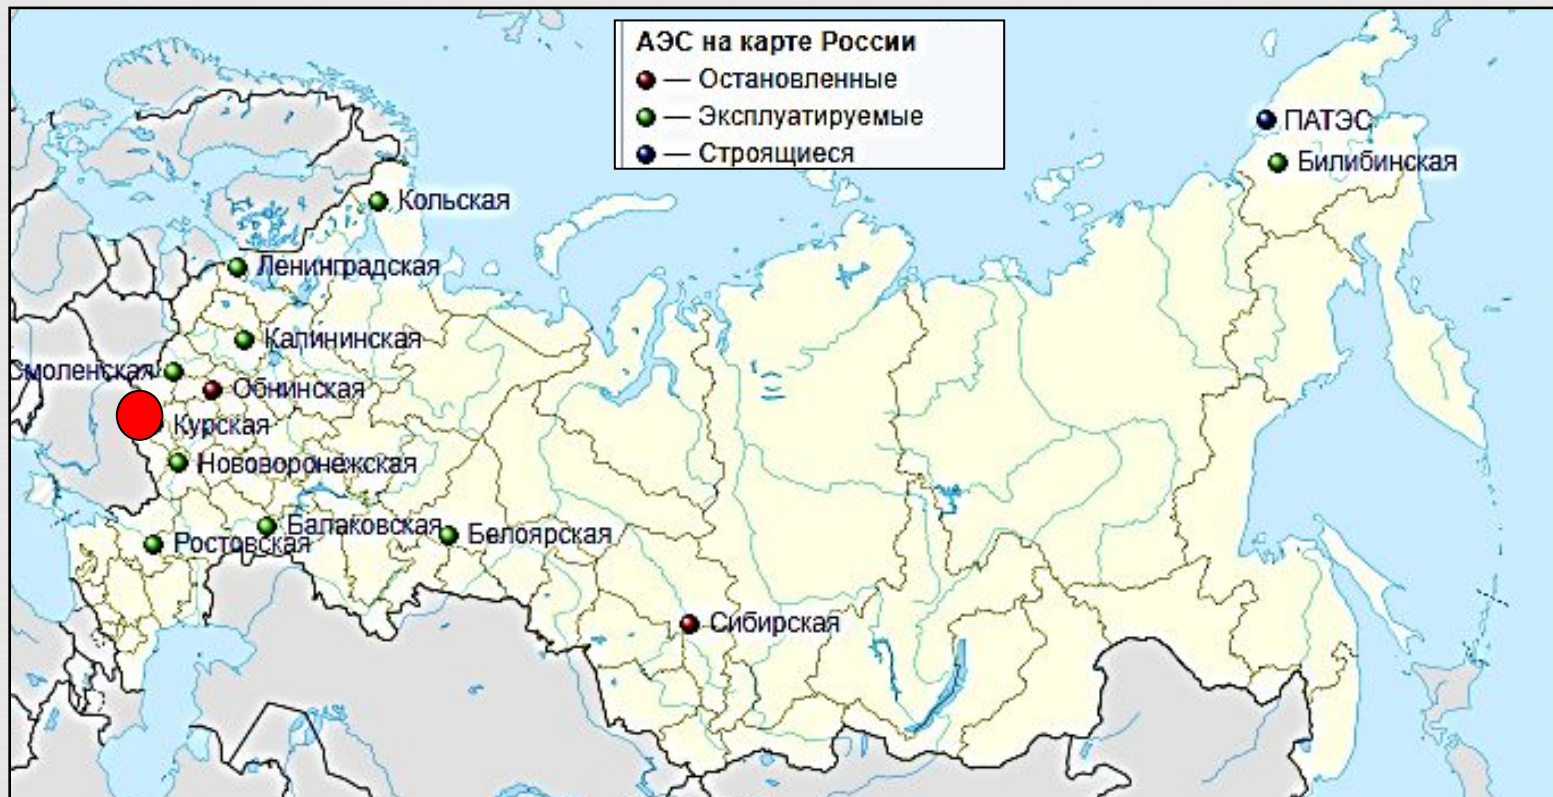 АЭС на карте России
— Остановленные
— Эксплуатируемые
— Строящиеся
ПАТЭС
Билибинская
Кольская
Ленинградская
Калининская
Смоленская
Обнинская
Курская
Нововоронежская
Балаковская
Белоярская
Ростовская
Сибирская